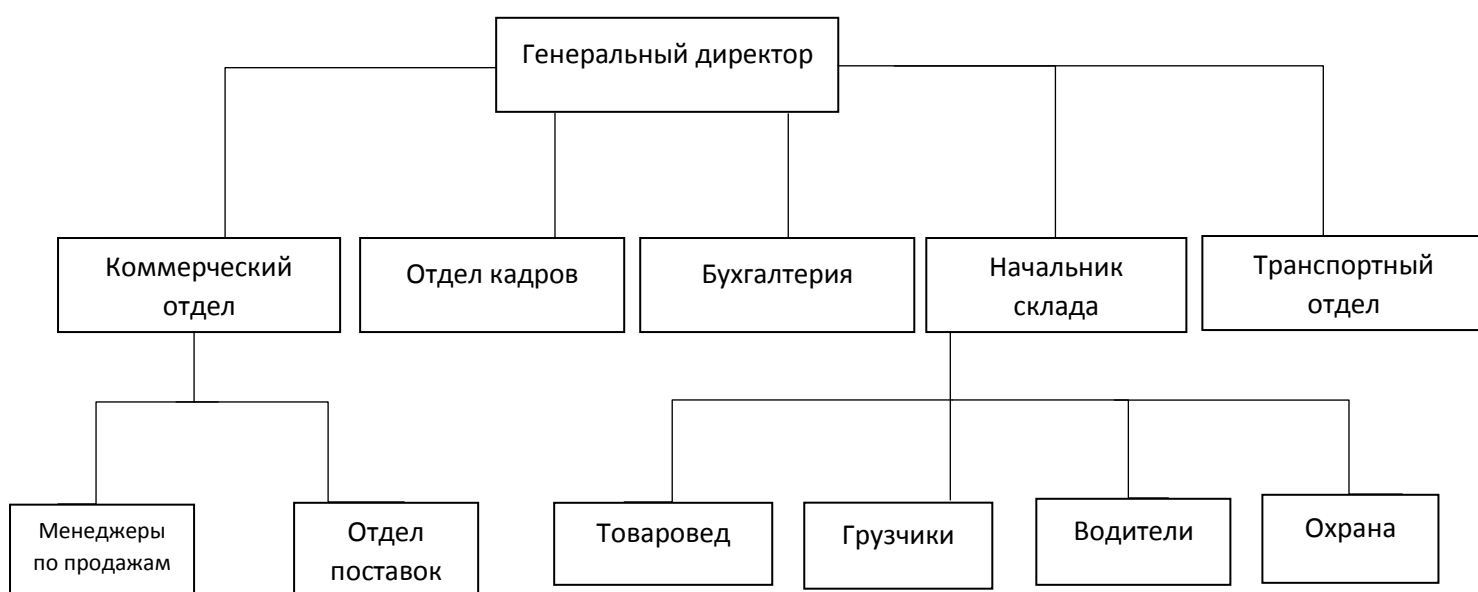 Генеральный директор
Коммерческий
отдел
Отдел кадров
Бухгалтерия
Начальник
склада
Транспортный
отдел
Менеджеры
по продажам
Отдел
поставок
Товаровед
Грузчики
Водители
Охрана